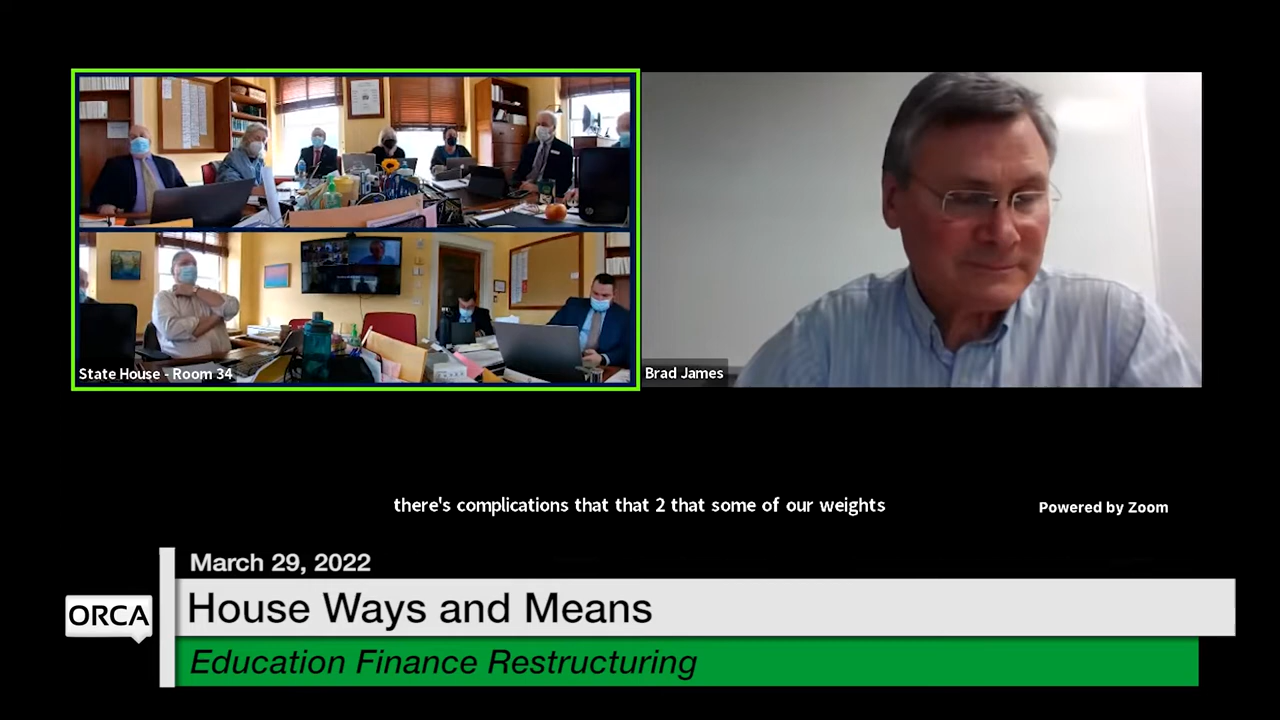 State House - Room 34
Brad James
there's complications that that 2 that some of our weights
Powered by Zoom
March 29, 2022
ORCA
House Ways and Means
Education Finance Restructuring